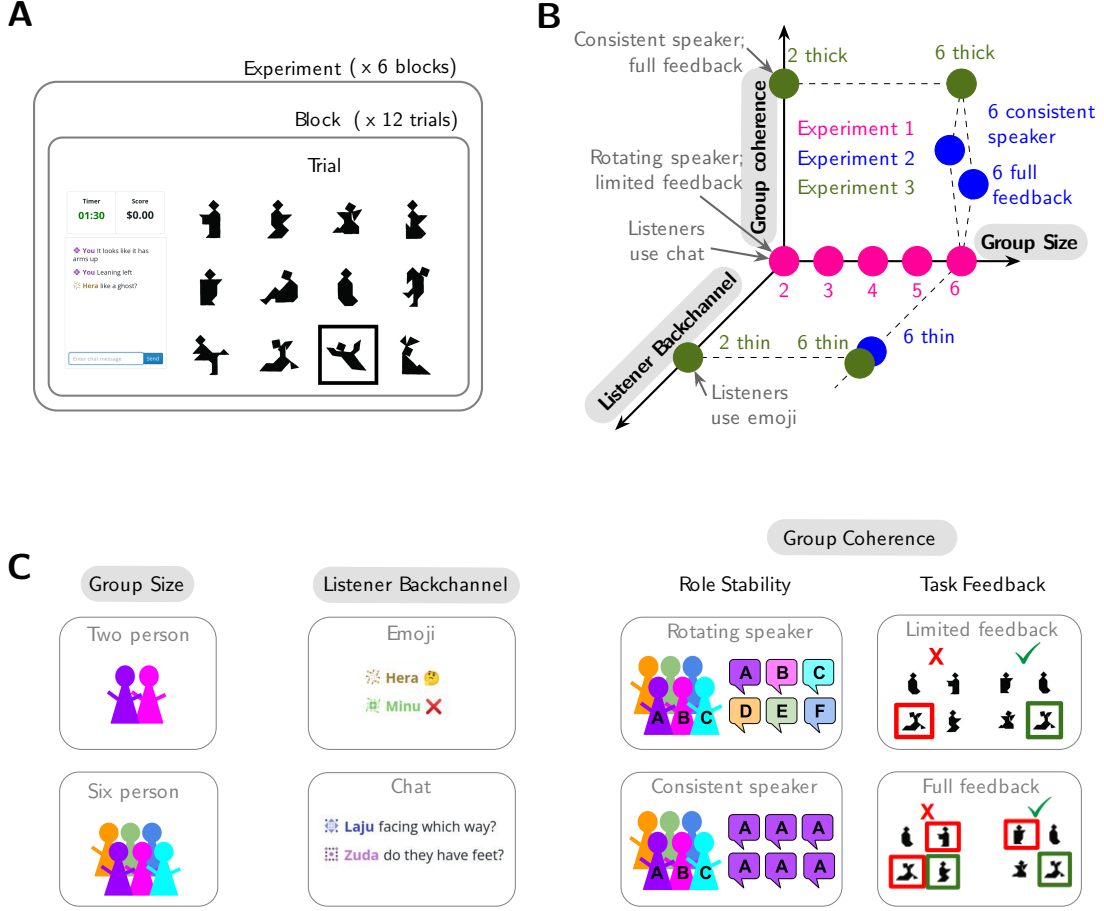 A
Experiment ( x 6 blocks)
Block ( x 12 trials)
Trial
Timer
01:30
Score
$0.00
You It looks like it has
arms up
You Leaning left
Hera like a ghost?
Enter chat message
Send
B
Consistent speaker;
full feedback
2 thick
6 thick
Group coherence
Experiment 1
Experiment 2
Experiment 3
6 consistent
speaker
6 full
feedback
Rotating speaker;
limited feedback
Listeners
use chat
Group Size
2
3
4
5
6
Listener Backchannel
2 thin
6 thin
6 thin
Listeners
use emoji
C
Group Size
Two person
Six person
Listener Backchannel
Emoji
Hera 🤔
Minu ❌
Chat
Laju facing which way?
Zuda do they have feet?
Group Coherence
Role Stability
Rotating speaker
A B C
A B C
D E F
Consistent speaker
A B C
A A A
A A A
Task Feedback
Limited feedback
X ✓
Full feedback
X ✓